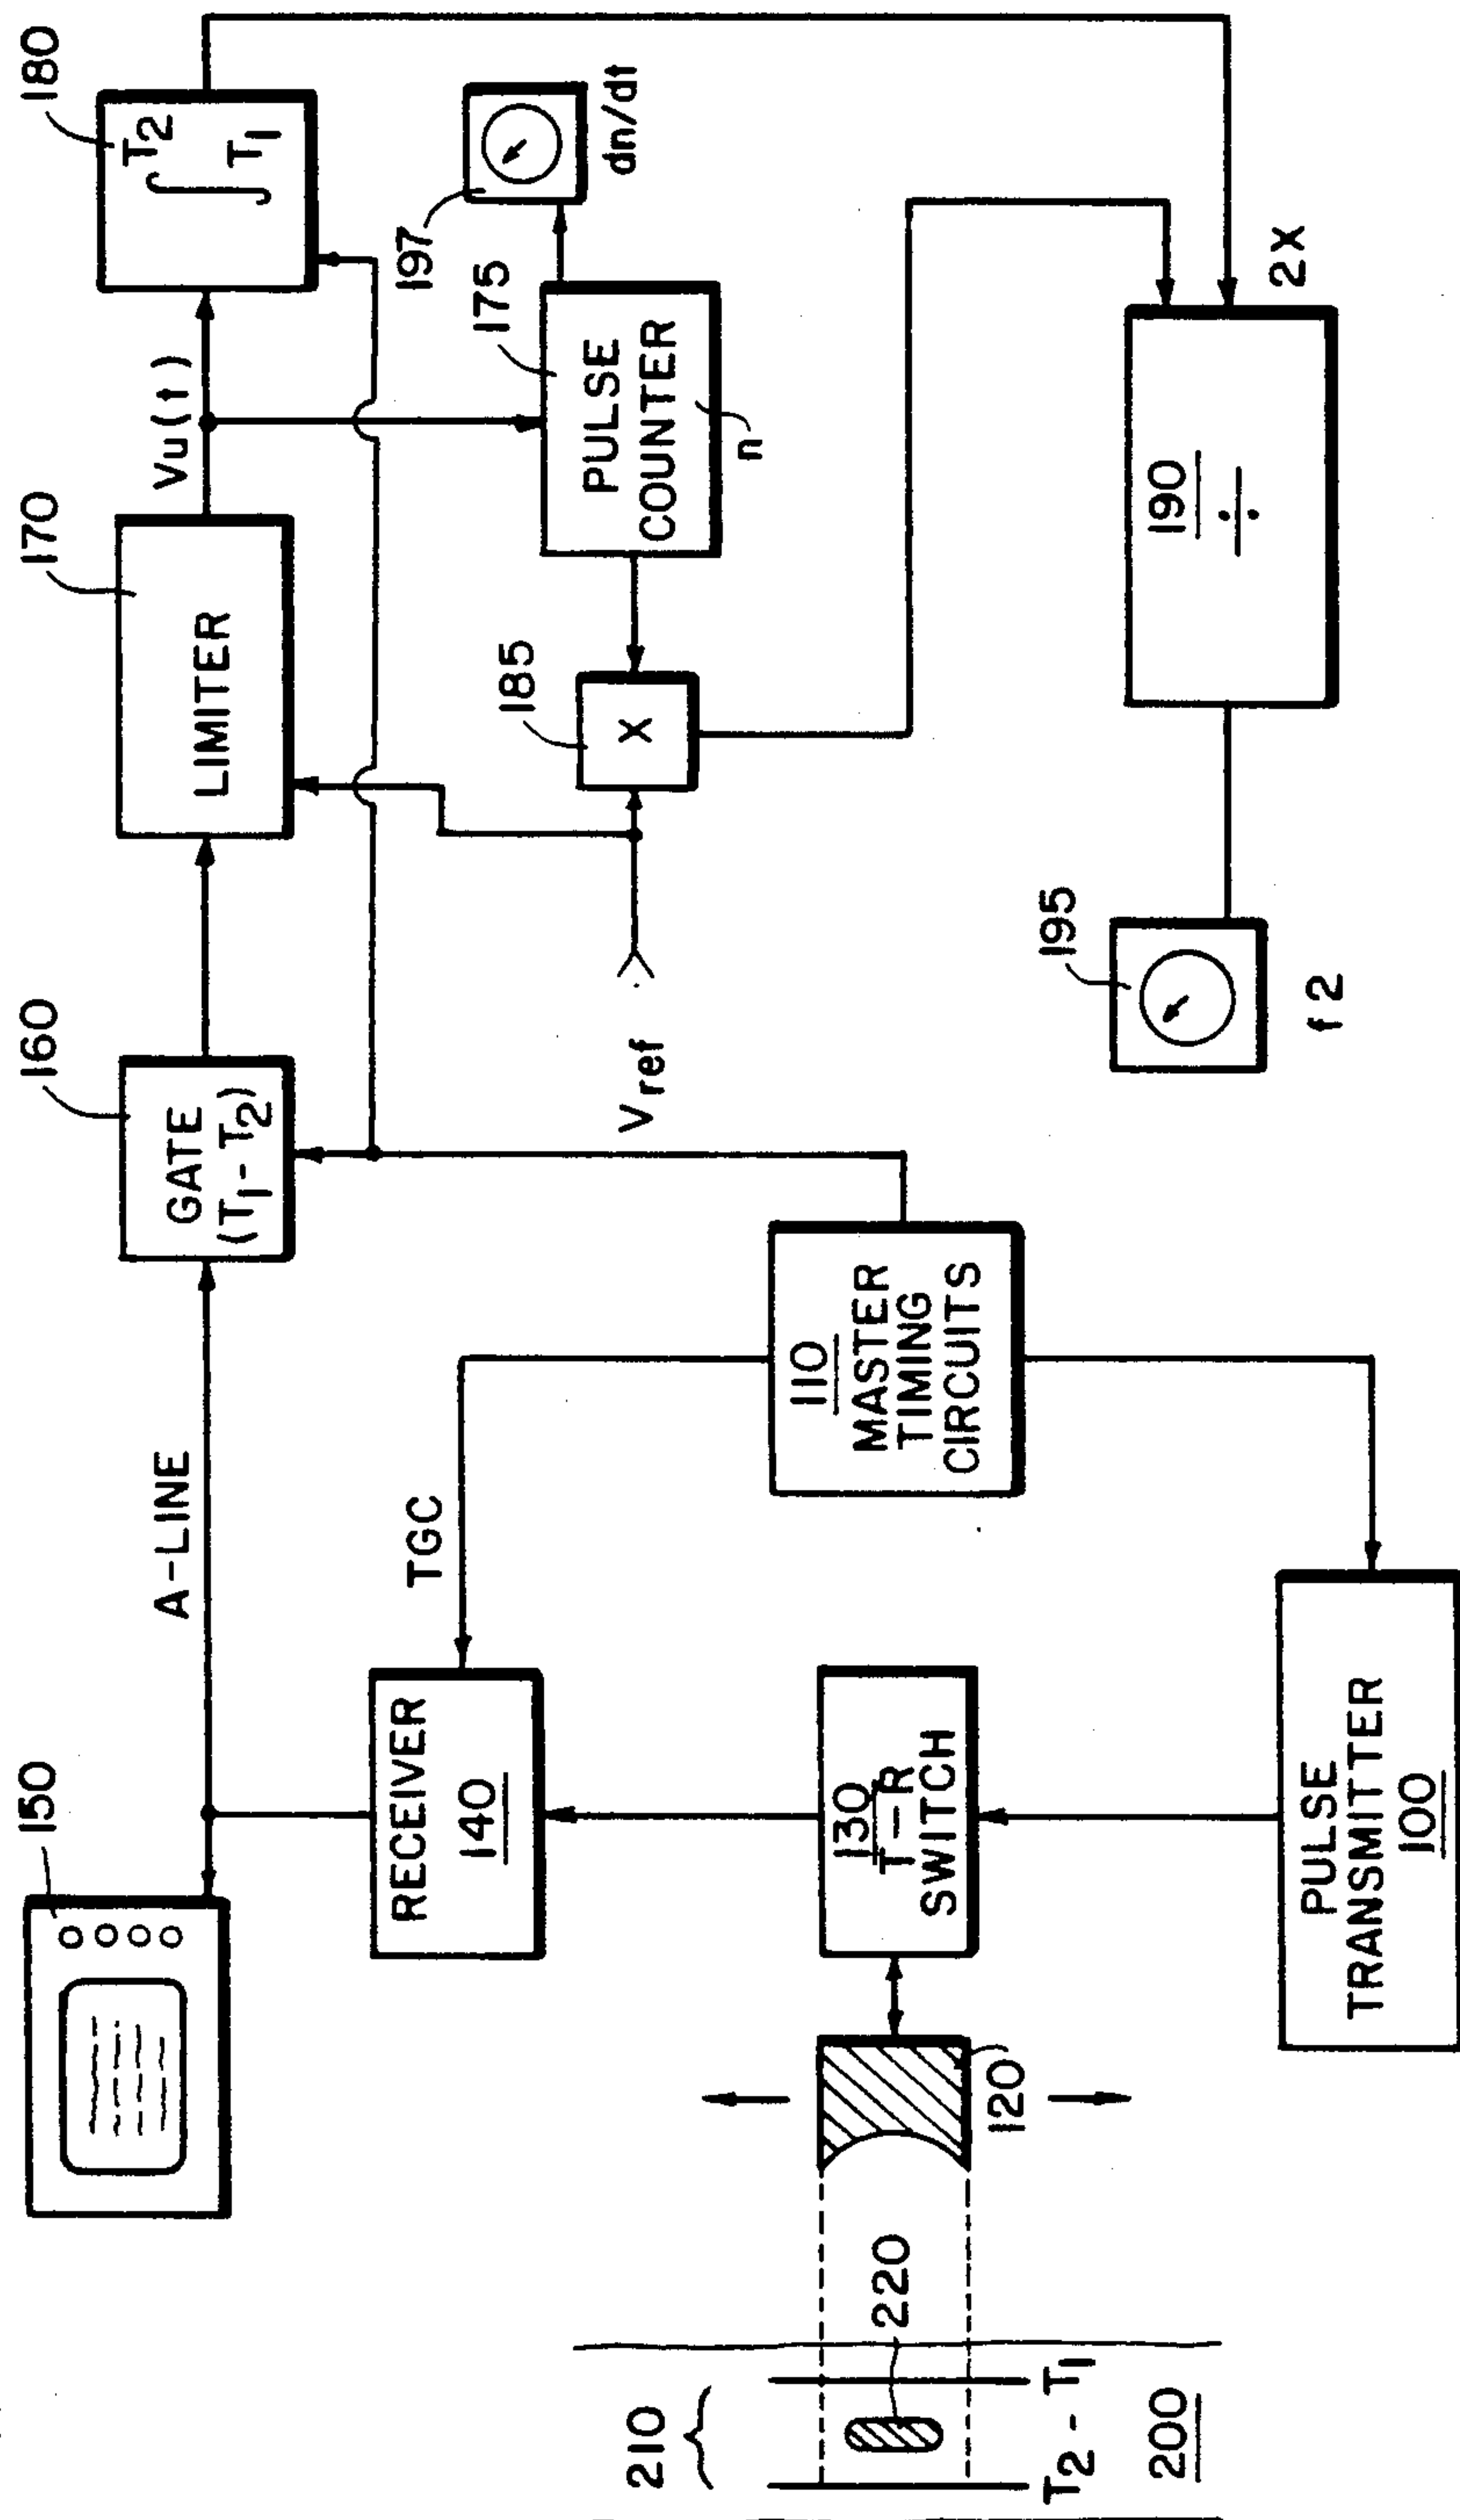 150
A-LINE
160
GATE
(T1-T2)
170
LIMITER
Vu(t)
180
∫
T2
T1
RECEIVER
140
TGC
Vref
185
X
175
PULSE
COUNTER
n
197
dn/dt
210
220
T2 - T1
200
120
130
T-R
SWITCH
110
MASTER
TIMING
CIRCUITS
195
f2
190
÷
2X
PULSE
TRANSMITTER
100